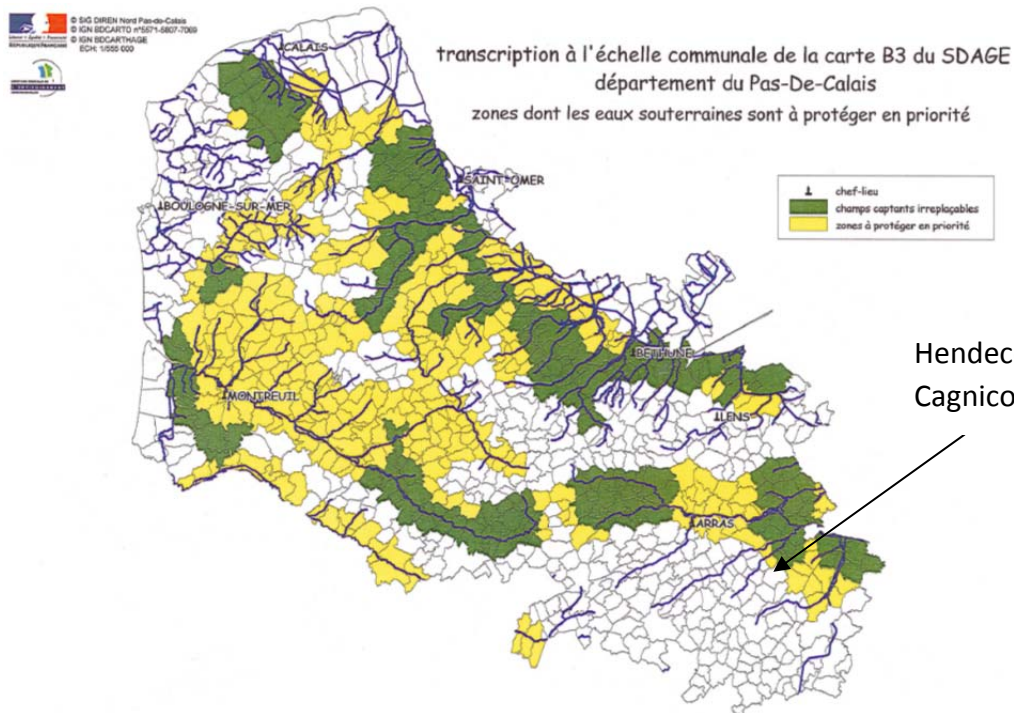 © SIG DIREN Nord Pas-de-Calais
© IGN BDCARTO n°5571-5807-7069
© IGN BDCARTHAGE
ECH: 1/555 000
RÉPUBLIQUE FRANÇAISE
transcription à l'échelle communale de la carte B3 du SDAGE
département du Pas-De-Calais
zones dont les eaux souterraines sont à protéger en priorité
chef-lieu
champs captants irreplaçables
zones à protéger en priorité
CALAIS
SAINT-OMER
BOULOGNE-SUR-MER
BETHUNE
Hendec
Cagnico
MONTREUIL
LENS
ARRAS